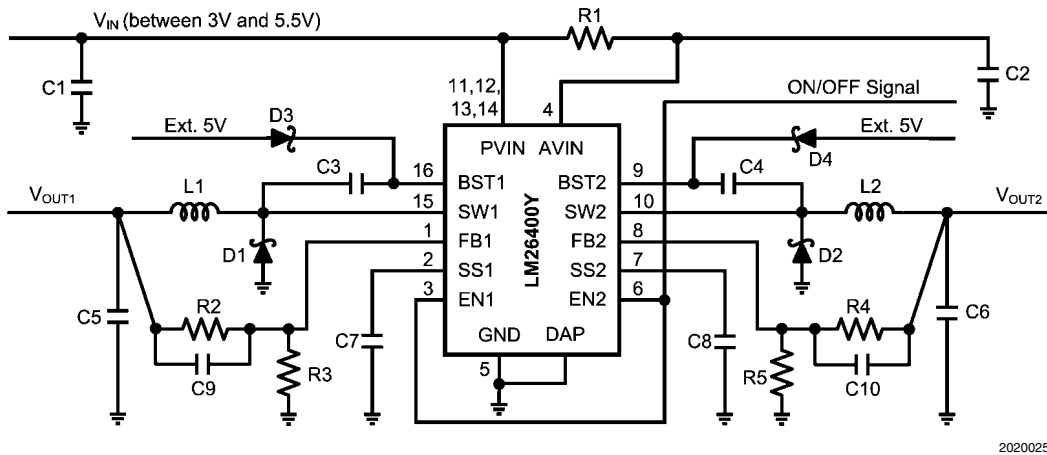 V_IN (between 3V and 5.5V)
R1
C1
C2
11,12,
13,14
4
ON/OFF Signal
D3
Ext. 5V
Ext. 5V
D4
PVIN AVIN
C3
C4
16
BST1
BST2
9
V_OUT1
L1
15
SW1
SW2
10
L2
V_OUT2
LM26400Y
1
FB1
FB2
8
D1
D2
2
SS1
SS2
7
3
EN1
EN2
6
C5
R2
C7
C8
R4
C6
GND DAP
5
C9
R3
R5
C10
2020025